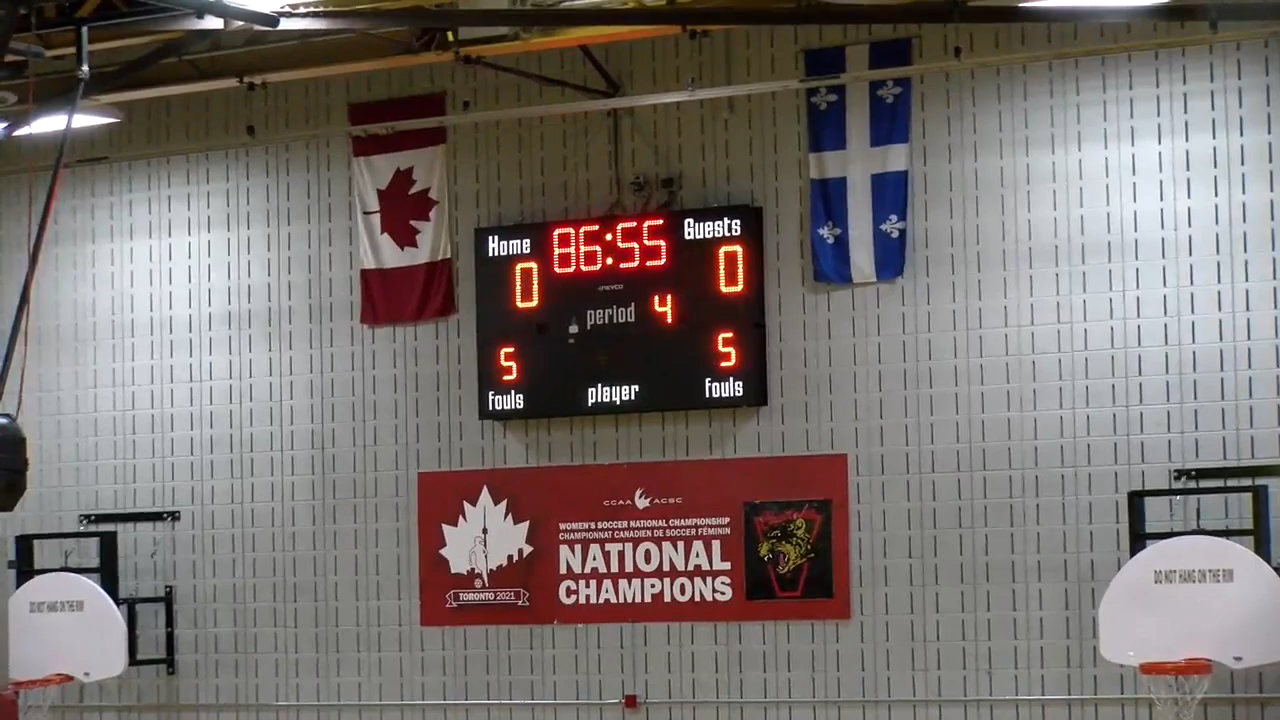 Home
86:55
Guests
0
0
period 4
5
5
fouls
player
fouls
CCAA ACSC
WOMEN'S SOCCER NATIONAL CHAMPIONSHIP
CHAMPIONNAT CANADIEN DE SOCCER FÉMININ
NATIONAL
CHAMPIONS
TORONTO 2021
DO NOT HANG ON THE RIM
DO NOT HANG ON THE RIM